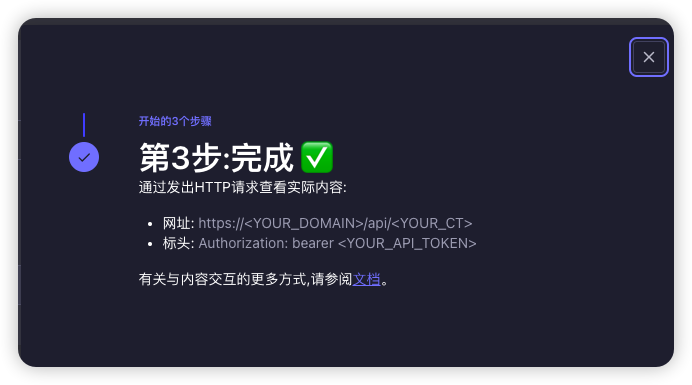 开始的3个步骤
第3步:完成 ✅
通过发出HTTP请求查看实际内容:
• 网址: https://<YOUR_DOMAIN>/api/<YOUR_CT>
• 标头: Authorization: bearer <YOUR_API_TOKEN>
有关与内容交互的更多方式,请参阅文档。